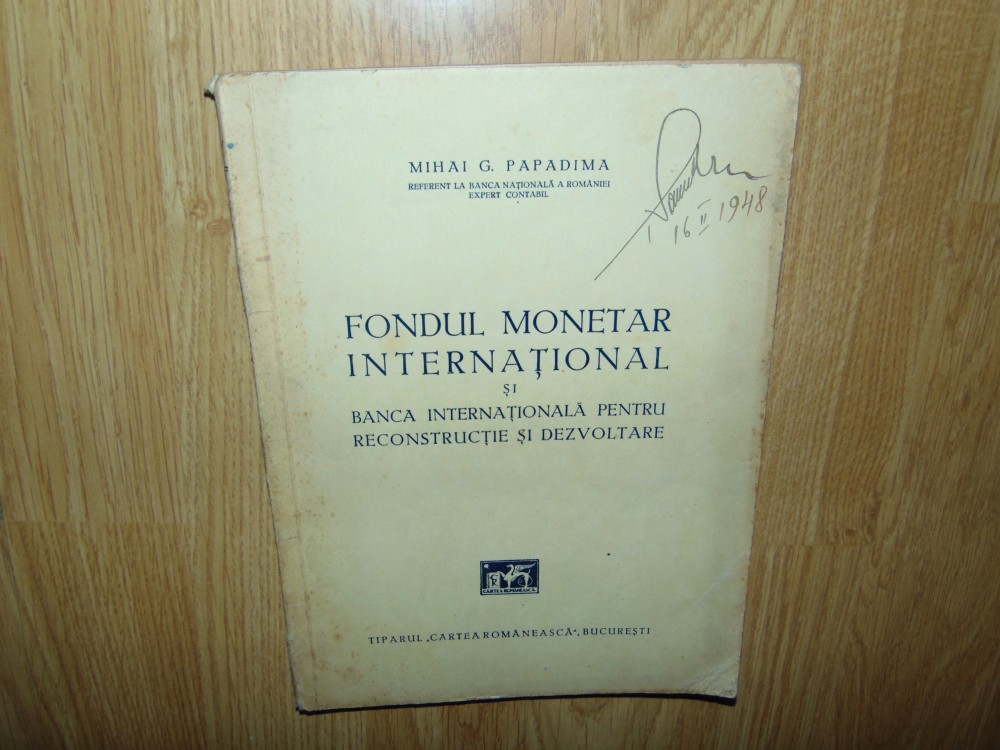 MIHAI G. PAPADIMA
REFERENT LA BANCA NAȚIONALĂ A ROMÂNIEI
EXPERT CONTABIL
16 II 1948
FONDUL MONETAR
INTERNAȚIONAL
ȘI
BANCA INTERNAȚIONALĂ PENTRU
RECONSTRUCȚIE ȘI DEZVOLTARE
CR
CARTEA ROMÂNEASCĂ
TIPARUL „CARTEA ROMÂNEASCĂ“, BUCUREȘTI